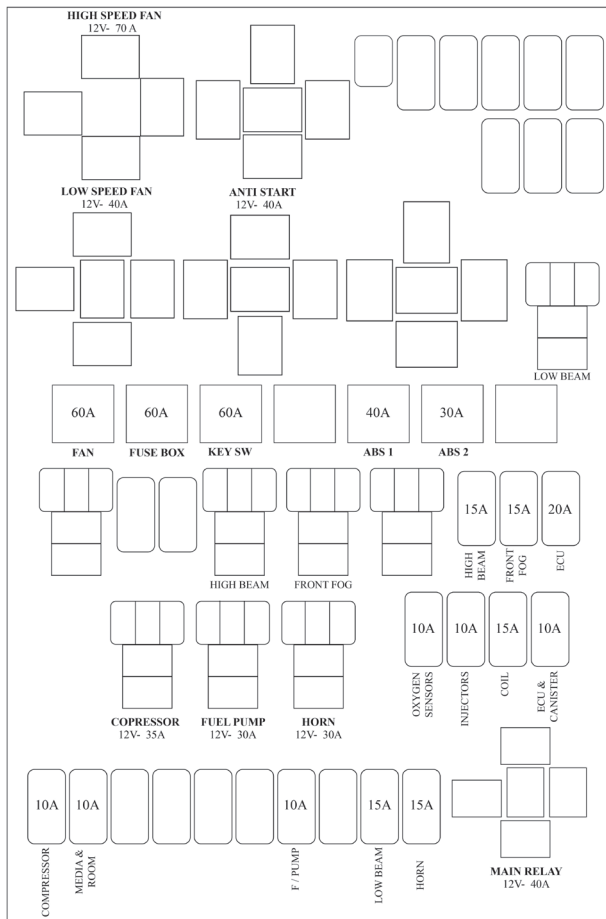 HIGH SPEED FAN
12V- 70 A
LOW SPEED FAN
12V- 40A
ANTI START
12V- 40A
LOW BEAM
60A
60A
60A
40A
30A
FAN
FUSE BOX
KEY SW
ABS 1
ABS 2
15A
15A
20A
HIGH BEAM
FRONT FOG
HIGH
BEAM
FRONT
FOG
ECU
10A
10A
15A
10A
OXYGEN
SENSORS
INJECTORS
COIL
ECU &
CANISTER
COPRESSOR
12V- 35A
FUEL PUMP
12V- 30A
HORN
12V- 30A
10A
10A
10A
15A
15A
COMPRESSOR
MEDIA &
ROOM
F / PUMP
LOW BEAM
HORN
MAIN RELAY
12V- 40A